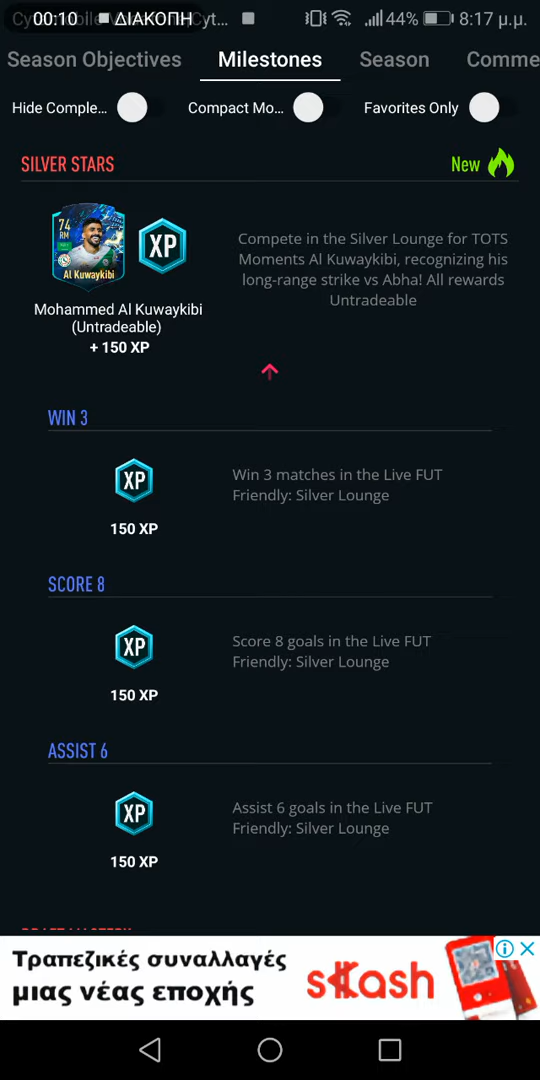 00:10 ΔΙΑΚΟΠΗ 44% 8:17 μ.μ.
Season Objectives Milestones Season Comme
Hide Comple... Compact Mo... Favorites Only
SILVER STARS New
74
RM
Al Kuwaykibi
XP
Compete in the Silver Lounge for TOTS
Moments Al Kuwaykibi, recognizing his
long-range strike vs Abha! All rewards
Untradeable
Mohammed Al Kuwaykibi
(Untradeable)
+ 150 XP
WIN 3
XP
Win 3 matches in the Live FUT
Friendly: Silver Lounge
150 XP
SCORE 8
XP
Score 8 goals in the Live FUT
Friendly: Silver Lounge
150 XP
ASSIST 6
XP
Assist 6 goals in the Live FUT
Friendly: Silver Lounge
150 XP
Τραπεζικές συναλλαγές
μιας νέας εποχής
sKash